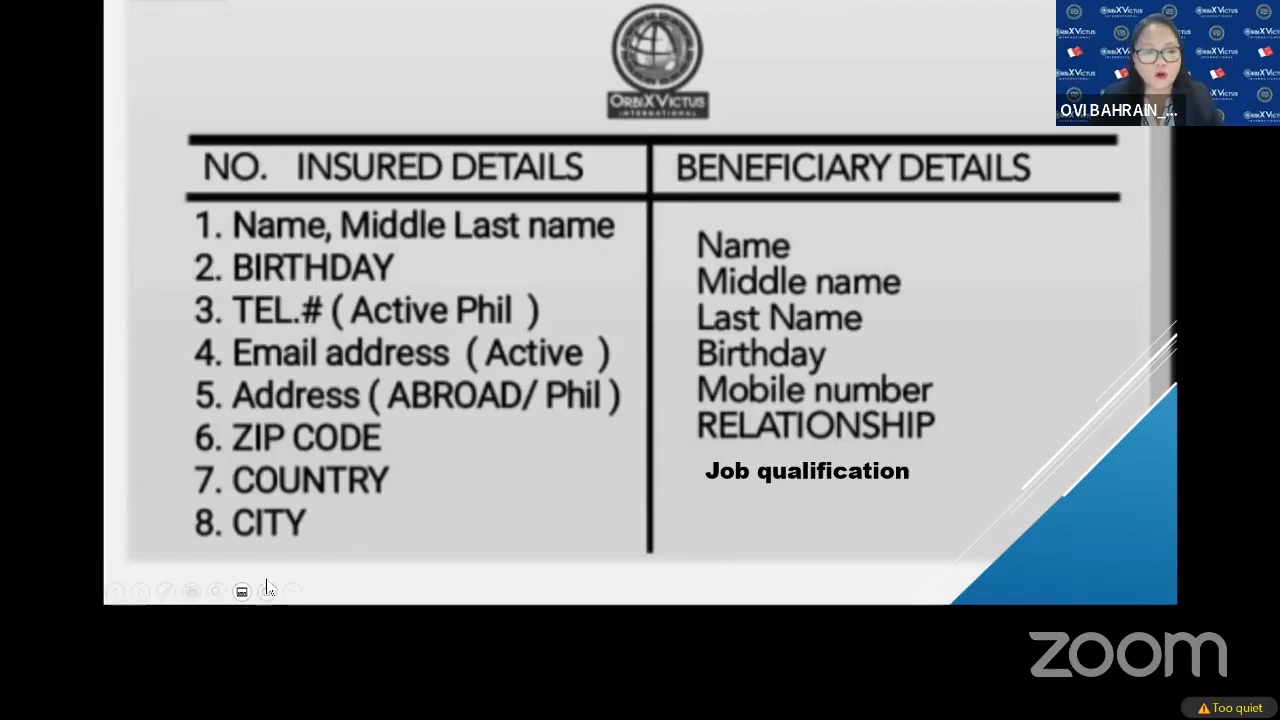 ORBIXVICTUS
INTERNATIONAL
OVI BAHRAIN_...
NO. INSURED DETAILS
BENEFICIARY DETAILS
1. Name, Middle Last name
2. BIRTHDAY
3. TEL.# ( Active Phil )
4. Email address ( Active )
5. Address ( ABROAD/ Phil )
6. ZIP CODE
7. COUNTRY
8. CITY
Name
Middle name
Last Name
Birthday
Mobile number
RELATIONSHIP
Job qualification
zoom
Too quiet